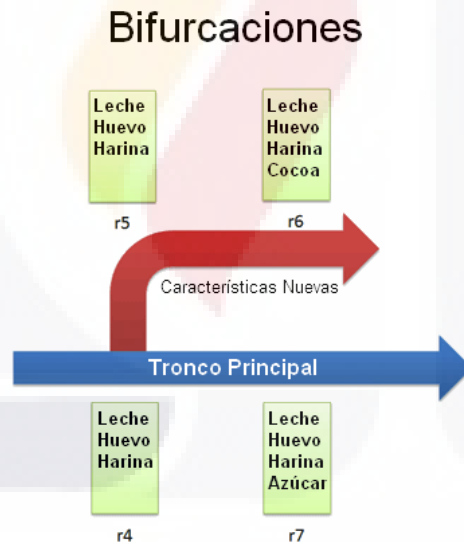 Bifurcaciones
Leche
Huevo
Harina
r5
Leche
Huevo
Harina
Cocoa
r6
Características Nuevas
Tronco Principal
Leche
Huevo
Harina
r4
Leche
Huevo
Harina
Azúcar
r7